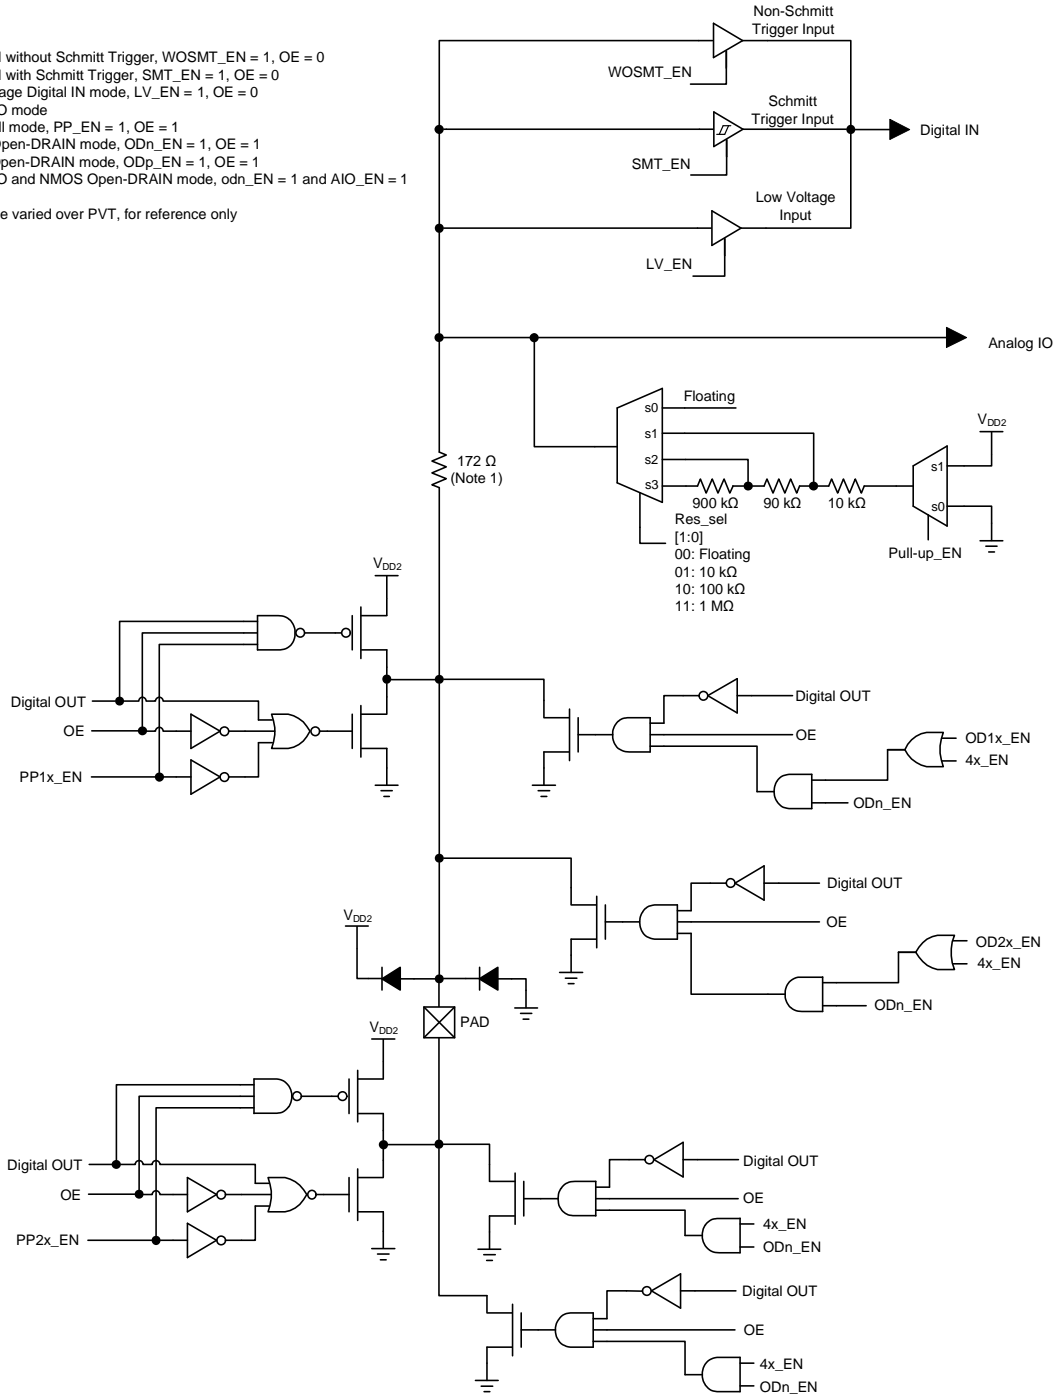 Non-Schmitt
Trigger Input
without Schmitt Trigger, WOSMT_EN = 1, OE = 0
with Schmitt Trigger, SMT_EN = 1, OE = 0
Digital IN mode, LV_EN = 1, OE = 0
mode
mode, PP_EN = 1, OE = 1
mode, ODn_EN = 1, OE = 1
mode, ODp_EN = 1, OE = 1
and NMOS Open-DRAIN mode, odn_EN = 1 and AIO_EN = 1
varied over PVT, for reference only
WOSMT_EN
Schmitt
Trigger Input
Digital IN
SMT_EN
Low Voltage
Input
LV_EN
Analog IO
Floating
s0
s1
s2
s3
900 kΩ
90 kΩ
10 kΩ
VDD2
s1
s0
Pull-up_EN
172 Ω
(Note 1)
Res_sel
[1:0]
00: Floating
01: 10 kΩ
10: 100 kΩ
11: 1 MΩ
VDD2
Digital OUT
OE
PP1x_EN
Digital OUT
OE
OD1x_EN
4x_EN
ODn_EN
Digital OUT
OE
OD2x_EN
4x_EN
ODn_EN
VDD2
PAD
VDD2
Digital OUT
OE
PP2x_EN
Digital OUT
OE
4x_EN
ODn_EN
Digital OUT
OE
4x_EN
ODn_EN